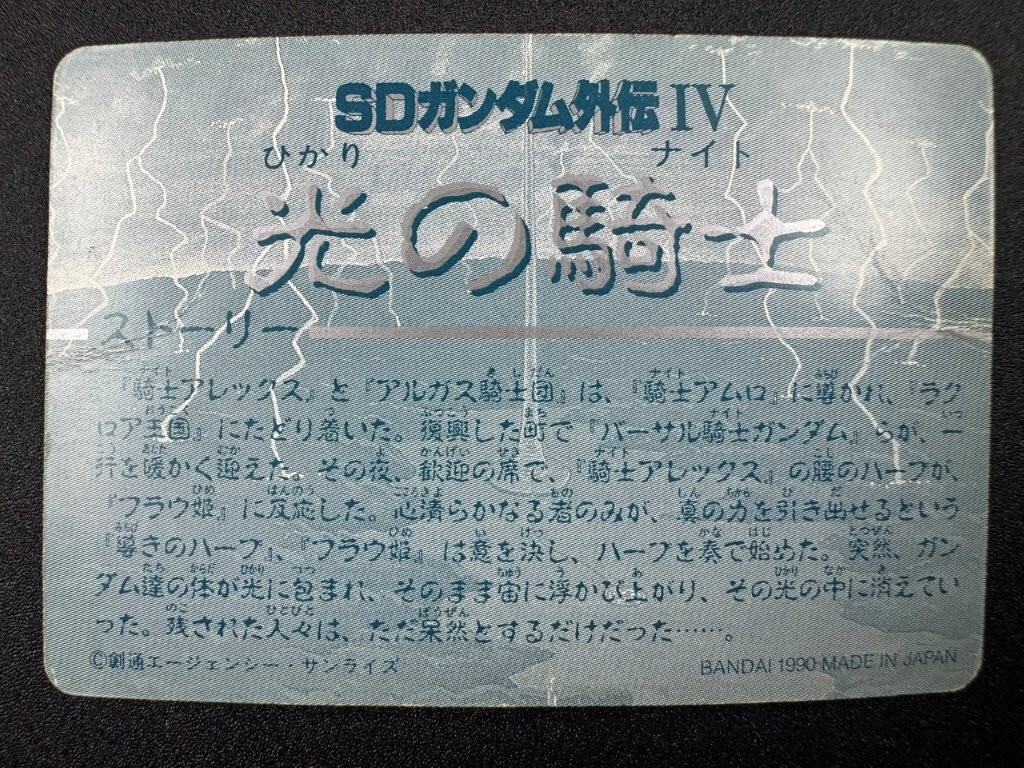 SDガンダム外伝IV
ひかり ナイト
光の騎士
ストーリー
『騎士アレックス』と『アルガス騎士団』は、『騎士アムロ』に導かれ、『ラク
ロア王国』にたどり着いた。復興した町で『バーサル騎士ガンダム』らが、一
行を暖かく迎えた。その夜、歓迎の席で、『騎士アレックス』の腰のハープが、
『フラウ姫』に反応した。心清らかなる者のみが、真の力を引き出せるという
『導きのハープ』、『フラウ姫』は意を決し、ハープを奏で始めた。突然、ガン
ダム達の体が光に包まれ、そのまま宙に浮かび上がり、その光の中に消えてい
った。残された人々は、ただ呆然とするだけだった……。
©創通エージェンシー・サンライズ
BANDAI 1990 MADE IN JAPAN